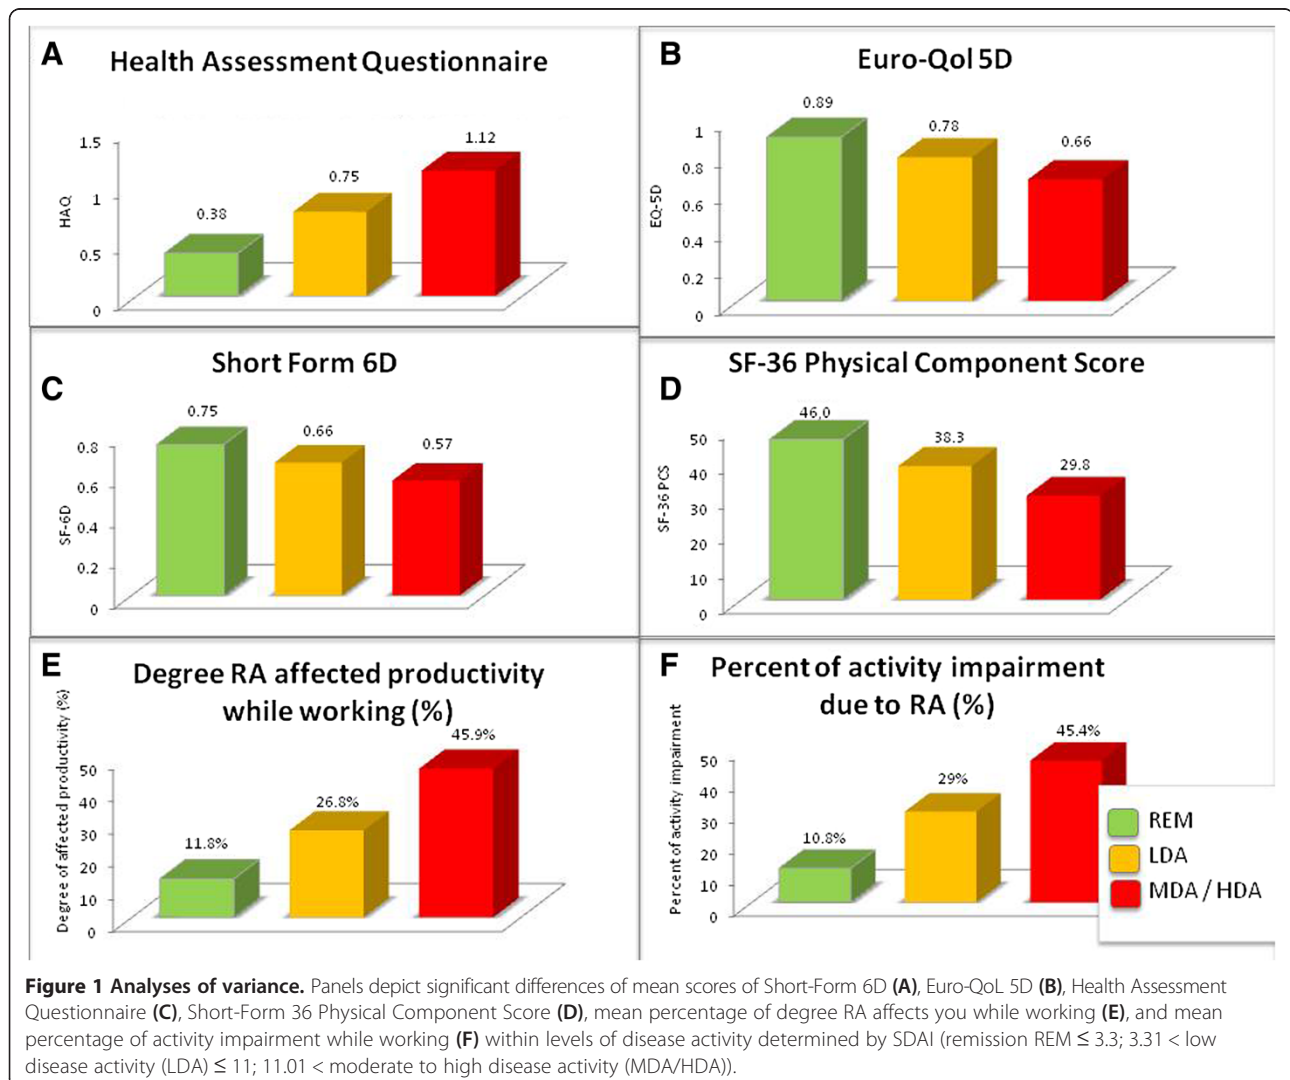 A
Health Assessment Questionnaire
HAQ
1.5
1
0.5
0
0.38
0.75
1.12
B
Euro-Qol 5D
EQ-5D
1
0.8
0.6
0.4
0.2
0
0.89
0.78
0.66
C
Short Form 6D
SF-6D
0.8
0.6
0.4
0.2
0
0.75
0.66
0.57
D
SF-36 Physical Component Score
SF-36 PCS
50
40
30
20
10
0
46,0
38.3
29.8
E
Degree RA affected productivity
while working (%)
Degree of affected productivity (%)
50
40
30
20
10
0
11.8%
26.8%
45.9%
F
Percent of activity impairment
due to RA (%)
Percent of activity impairment
50
40
30
20
10
0
10.8%
29%
45.4%
REM
LDA
MDA / HDA
Figure 1 Analyses of variance. Panels depict significant differences of mean scores of Short-Form 6D (A), Euro-QoL 5D (B), Health Assessment
Questionnaire (C), Short-Form 36 Physical Component Score (D), mean percentage of degree RA affects you while working (E), and mean
percentage of activity impairment while working (F) within levels of disease activity determined by SDAI (remission REM ≤ 3.3; 3.31 < low
disease activity (LDA) ≤ 11; 11.01 < moderate to high disease activity (MDA/HDA)).